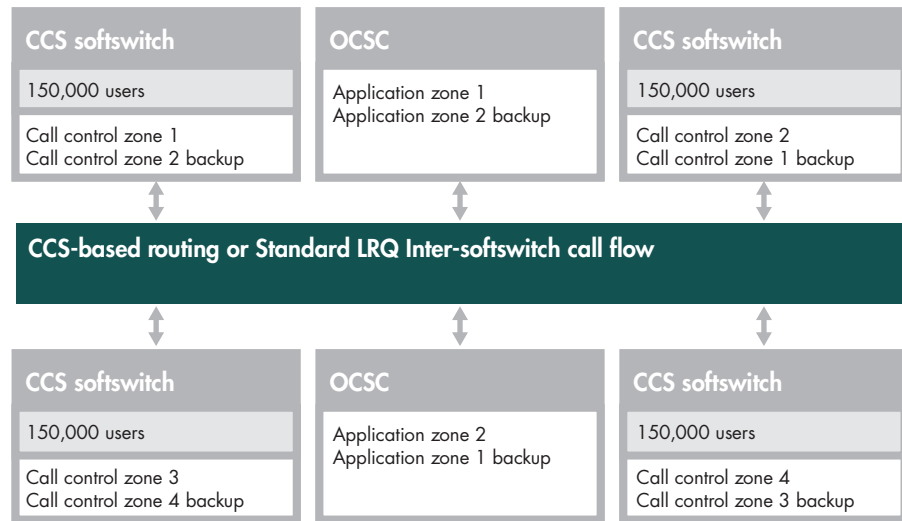 CCS softswitch
150,000 users
Call control zone 1
Call control zone 2 backup
OCSC
Application zone 1
Application zone 2 backup
CCS softswitch
150,000 users
Call control zone 2
Call control zone 1 backup
CCS-based routing or Standard LRQ Inter-softswitch call flow
CCS softswitch
150,000 users
Call control zone 3
Call control zone 4 backup
OCSC
Application zone 2
Application zone 1 backup
CCS softswitch
150,000 users
Call control zone 4
Call control zone 3 backup